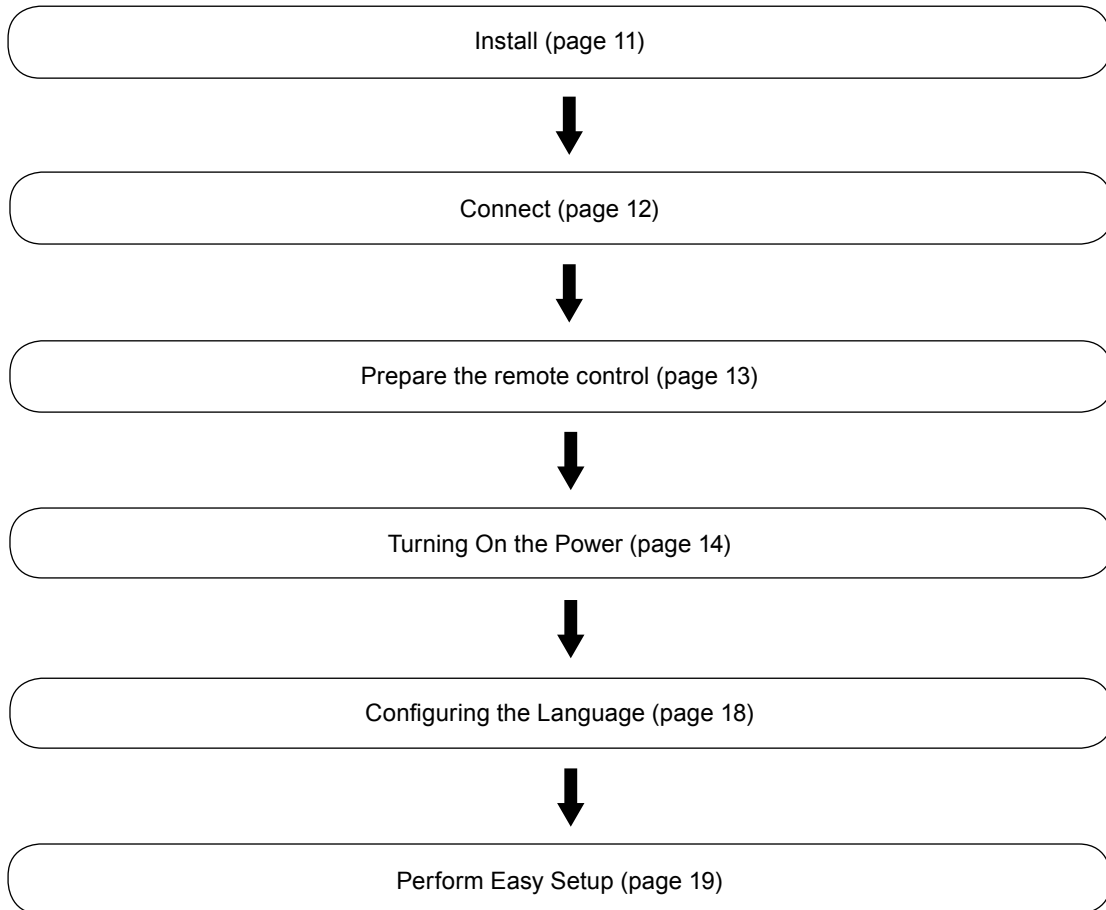 Install (page 11)
Connect (page 12)
Prepare the remote control (page 13)
Turning On the Power (page 14)
Configuring the Language (page 18)
Perform Easy Setup (page 19)